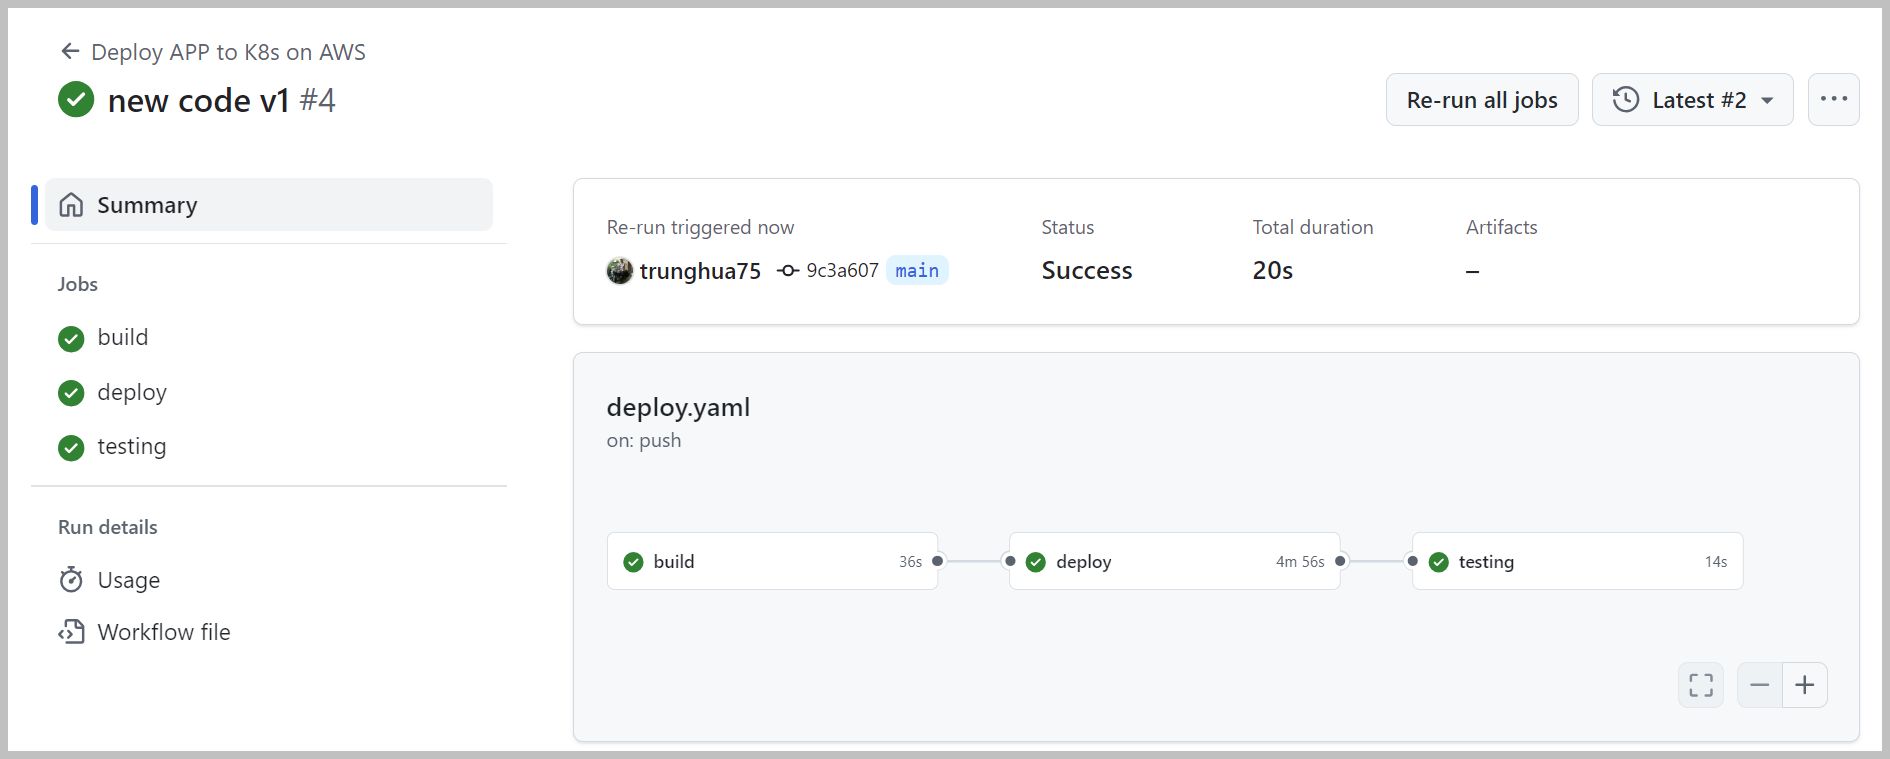 Deploy APP to K8s on AWS
new code v1 #4
Re-run all jobs
Latest #2
Summary
Jobs
build
deploy
testing
Run details
Usage
Workflow file
Re-run triggered now
trunghua75 9c3a607 main
Status
Success
Total duration
20s
Artifacts
–
deploy.yaml
on: push
build 36s
deploy 4m 56s
testing 14s